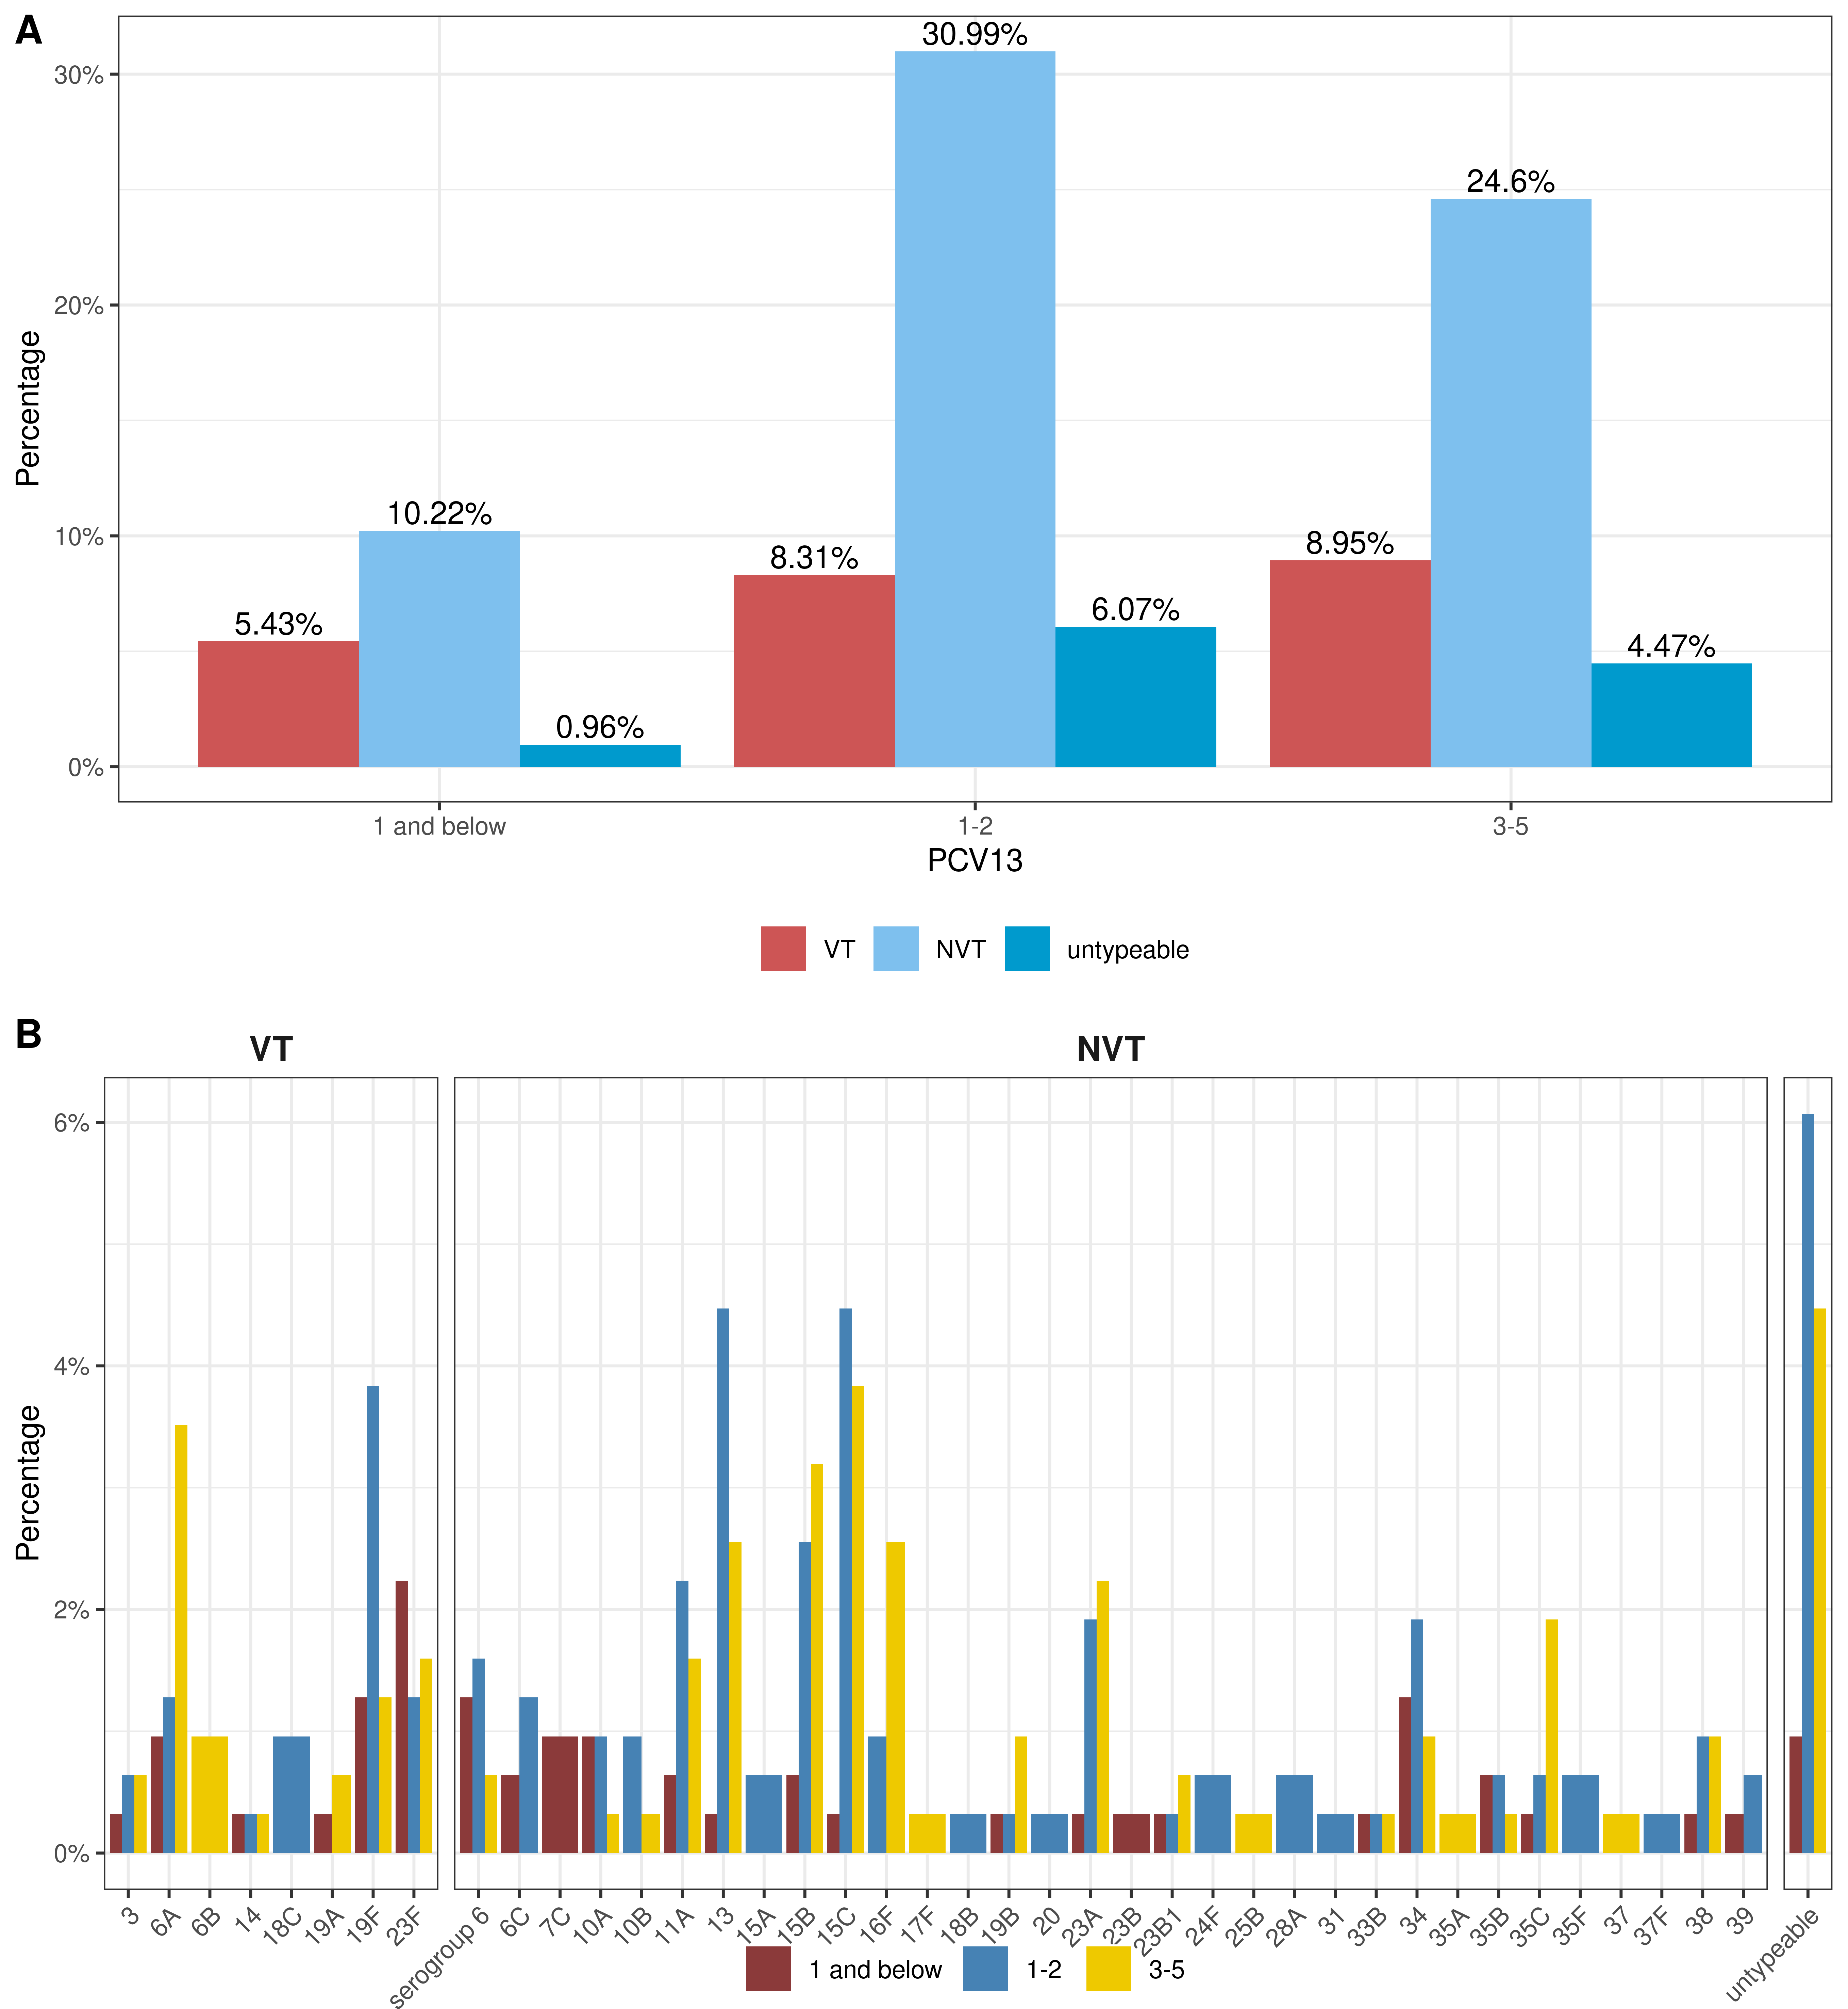 A
30.99%
30%
24.6%
20%
Percentage
10.22%
10%
8.31%
8.95%
5.43%
6.07%
4.47%
0.96%
0%
1 and below
1-2
3-5
PCV13
VT
NVT
untypeable
B
VT
NVT
6%
4%
Percentage
2%
0%
3
6A
6B
14
18C
19A
19F
23F
serogroup 6
6C
7C
10A
10B
11A
13
15A
15B
15C
16F
17F
18B
19B
20
23A
23B
23B1
24F
25B
28A
31
33B
34
35A
35B
35C
35F
37
37F
38
39
untypeable
1 and below
1-2
3-5